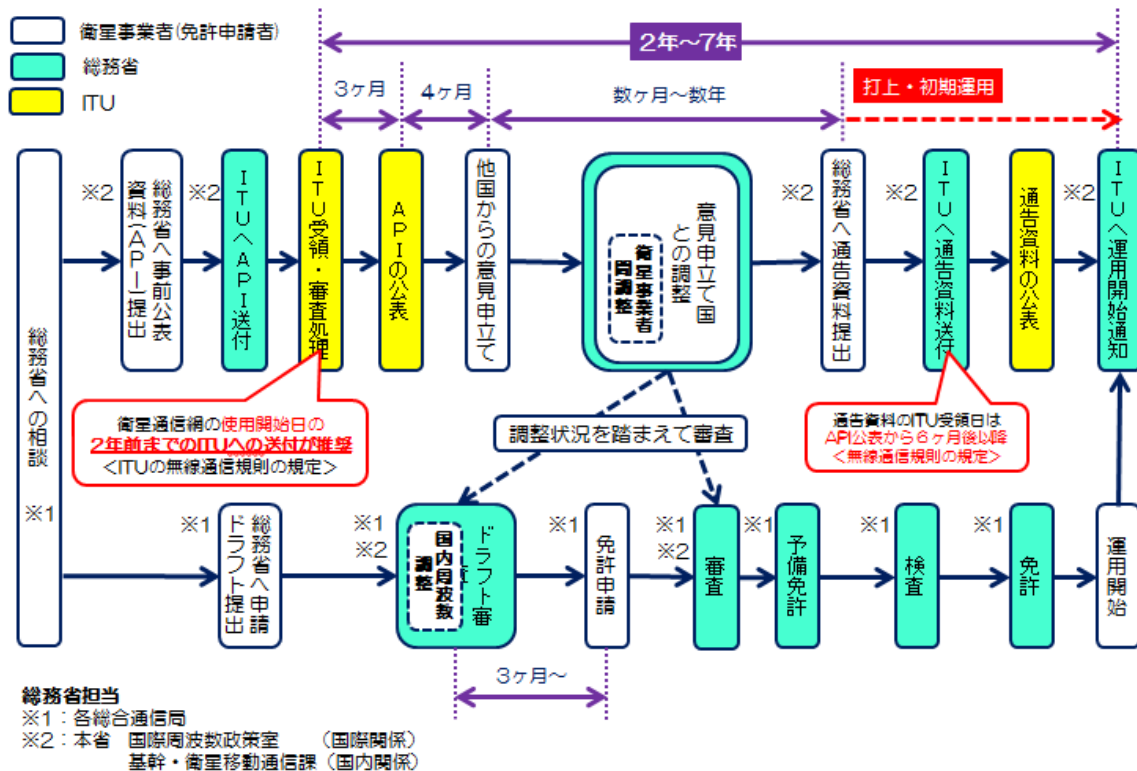 衛星事業者(免許申請者)
総務省
ITU
2年～7年
3ヶ月
4ヶ月
数ヶ月～数年
打上・初期運用
総務省への相談
※1
※2
総務省へ事前公表
資料(API)提出
※2
ITUへAPI送付
ITU受領・審査処理
APIの公表
他国からの意見申立て
意見申立て国
との調整
衛星事業者
間調整
※2
総務省へ通告資料提出
※2
ITUへ通告資料送付
通告資料の公表
※2
ITUへ運用開始通知
衛星通信網の使用開始日の
2年前までのITUへの送付が推奨
<ITUの無線通信規則の規定>
調整状況を踏まえて審査
通告資料のITU受領日は
API公表から6ヶ月後以降
<無線通信規則の規定>
※1
総務省へ申請
ドラフト提出
※1
※2
ドラフト審
国内周波数
調整
※1
免許申請
※1
※2
審査
※1
予備免許
※1
検査
※1
免許
運用開始
3ヶ月～
総務省担当
※1：各総合通信局
※2：本省 国際周波数政策室 （国際関係）
基幹・衛星移動通信課（国内関係）